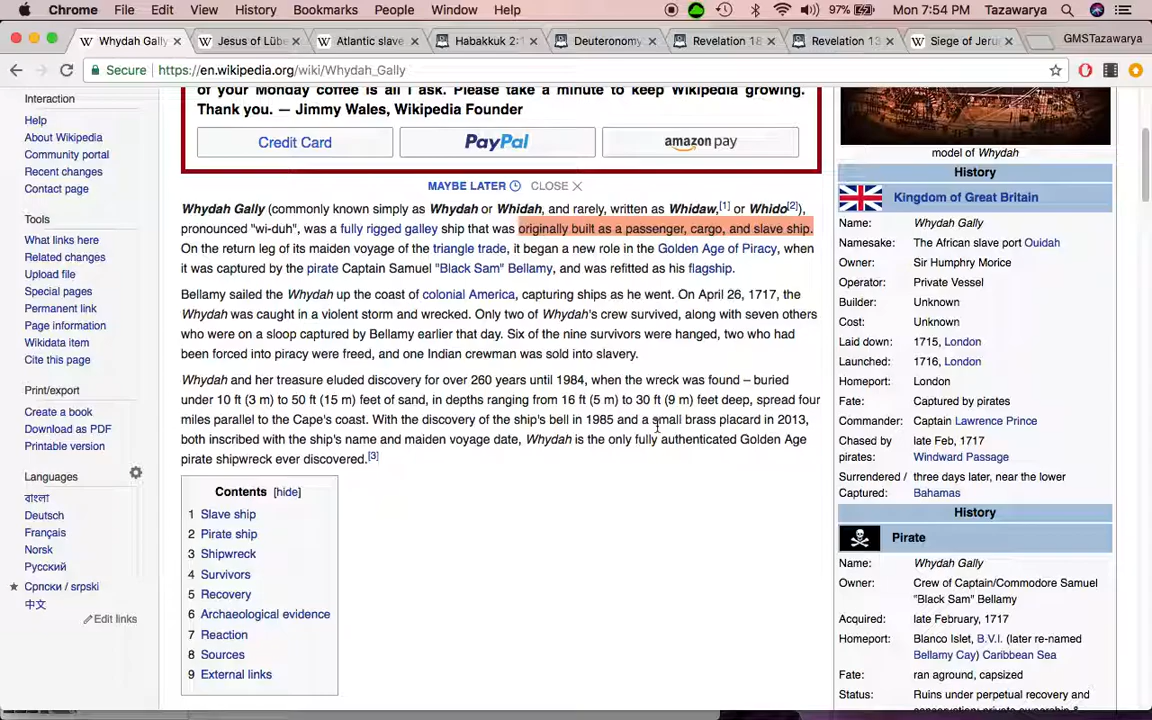 Chrome File Edit View History Bookmarks People Window Help 97% Mon 7:54 PM Tazawarya
Whydah Gally × Jesus of Lübe × Atlantic slave × Habakkuk 2:1 × Deuteronomy × Revelation 18 × Revelation 13 × Siege of Jeru × GMSTazawarya
Secure https://en.wikipedia.org/wiki/Whydah_Gally
Interaction
Help
About Wikipedia
Community portal
Recent changes
Contact page
Tools
What links here
Related changes
Upload file
Special pages
Permanent link
Page information
Wikidata item
Cite this page
Print/export
Create a book
Download as PDF
Printable version
Languages
বাংলা
Deutsch
Français
Norsk
Русский
Српски / srpski
中文
Edit links
of your Monday coffee is all I ask. Please take a minute to keep Wikipedia growing.
Thank you. — Jimmy Wales, Wikipedia Founder
Credit Card PayPal amazon pay
MAYBE LATER CLOSE
Whydah Gally (commonly known simply as Whydah or Whidah, and rarely, written as Whidaw,[1] or Whido[2]),
pronounced "wi-duh", was a fully rigged galley ship that was originally built as a passenger, cargo, and slave ship.
On the return leg of its maiden voyage of the triangle trade, it began a new role in the Golden Age of Piracy, when
it was captured by the pirate Captain Samuel "Black Sam" Bellamy, and was refitted as his flagship.
Bellamy sailed the Whydah up the coast of colonial America, capturing ships as he went. On April 26, 1717, the
Whydah was caught in a violent storm and wrecked. Only two of Whydah's crew survived, along with seven others
who were on a sloop captured by Bellamy earlier that day. Six of the nine survivors were hanged, two who had
been forced into piracy were freed, and one Indian crewman was sold into slavery.
Whydah and her treasure eluded discovery for over 260 years until 1984, when the wreck was found – buried
under 10 ft (3 m) to 50 ft (15 m) feet of sand, in depths ranging from 16 ft (5 m) to 30 ft (9 m) feet deep, spread four
miles parallel to the Cape's coast. With the discovery of the ship's bell in 1985 and a small brass placard in 2013,
both inscribed with the ship's name and maiden voyage date, Whydah is the only fully authenticated Golden Age
pirate shipwreck ever discovered.[3]
Contents [hide]
1 Slave ship
2 Pirate ship
3 Shipwreck
4 Survivors
5 Recovery
6 Archaeological evidence
7 Reaction
8 Sources
9 External links
model of Whydah
History
Kingdom of Great Britain
Name: Whydah Gally
Namesake: The African slave port Ouidah
Owner: Sir Humphry Morice
Operator: Private Vessel
Builder: Unknown
Cost: Unknown
Laid down: 1715, London
Launched: 1716, London
Homeport: London
Fate: Captured by pirates
Commander: Captain Lawrence Prince
Chased by late Feb, 1717
pirates: Windward Passage
Surrendered / three days later, near the lower
Captured: Bahamas
History
Pirate
Name: Whydah Gally
Owner: Crew of Captain/Commodore Samuel
"Black Sam" Bellamy
Acquired: late February, 1717
Homeport: Blanco Islet, B.V.I. (later re-named
Bellamy Cay) Caribbean Sea
Fate: ran aground, capsized
Status: Ruins under perpetual recovery and